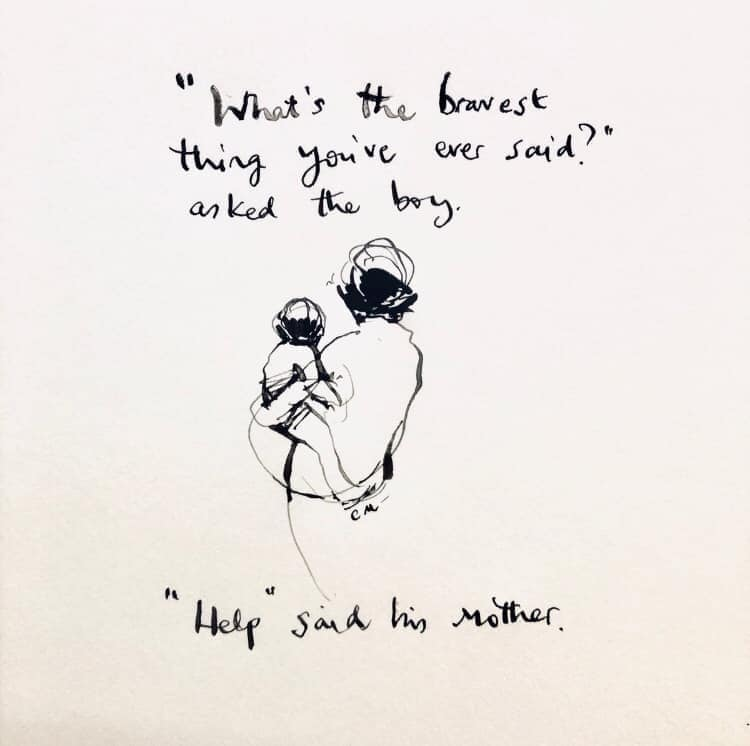 "What's the bravest
thing you've ever said?"
asked the boy.
CM
"Help" said his mother.